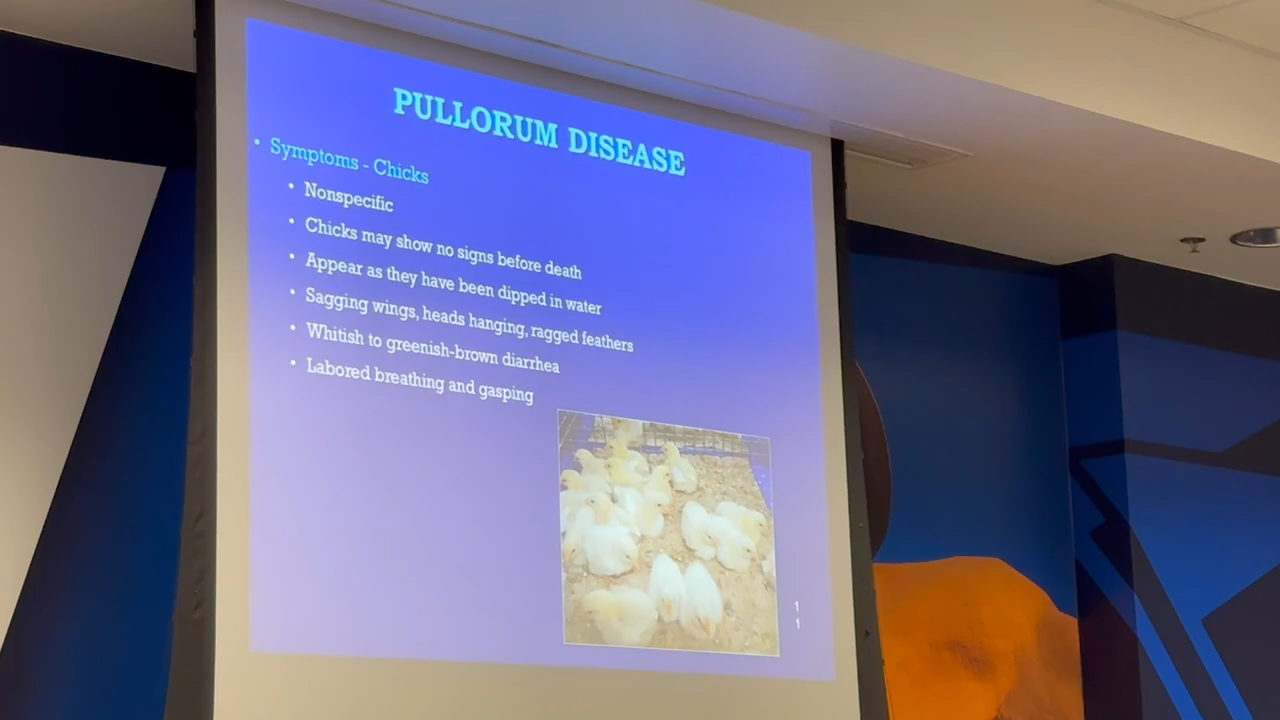 PULLORUM DISEASE
• Symptoms - Chicks
• Nonspecific
• Chicks may show no signs before death
• Appear as they have been dipped in water
• Sagging wings, heads hanging, ragged feathers
• Whitish to greenish-brown diarrhea
• Labored breathing and gasping
1
1